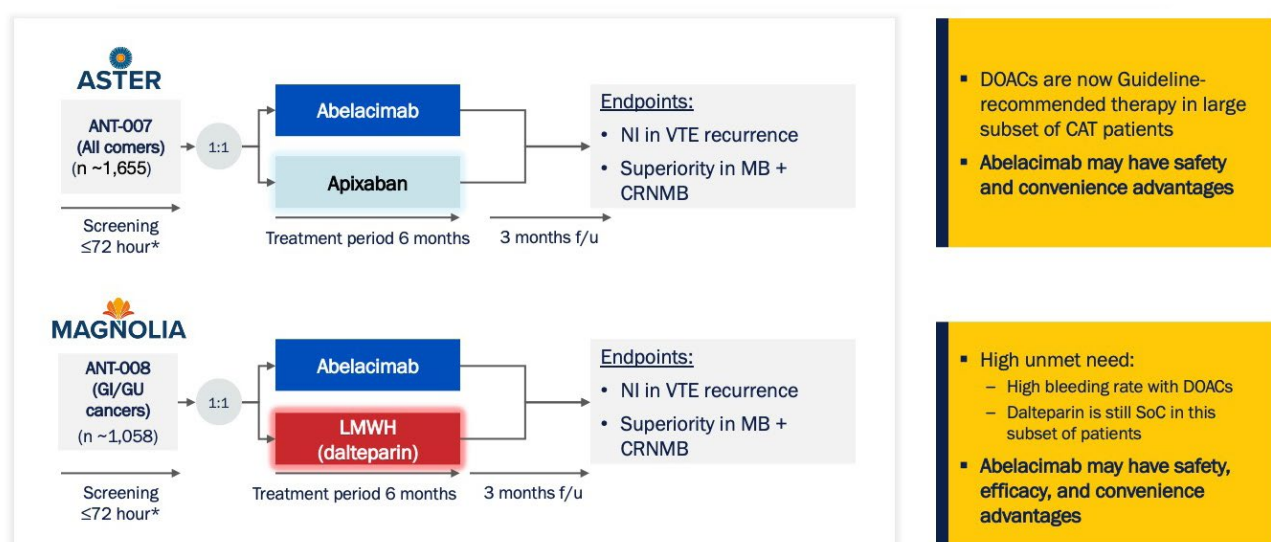 ASTER
ANT-007
(All comers)
(n ~1,655)
1:1
Abelacimab
Apixaban
Endpoints:
• NI in VTE recurrence
• Superiority in MB +
CRNMB
Screening
≤72 hour*
Treatment period 6 months
3 months f/u
▪ DOACs are now Guideline-
recommended therapy in large
subset of CAT patients
▪ Abelacimab may have safety
and convenience advantages
MAGNOLIA
ANT-008
(GI/GU
cancers)
(n ~1,058)
1:1
Abelacimab
LMWH
(dalteparin)
Endpoints:
• NI in VTE recurrence
• Superiority in MB +
CRNMB
Screening
≤72 hour*
Treatment period 6 months
3 months f/u
▪ High unmet need:
– High bleeding rate with DOACs
– Dalteparin is still SoC in this
subset of patients
▪ Abelacimab may have safety,
efficacy, and convenience
advantages